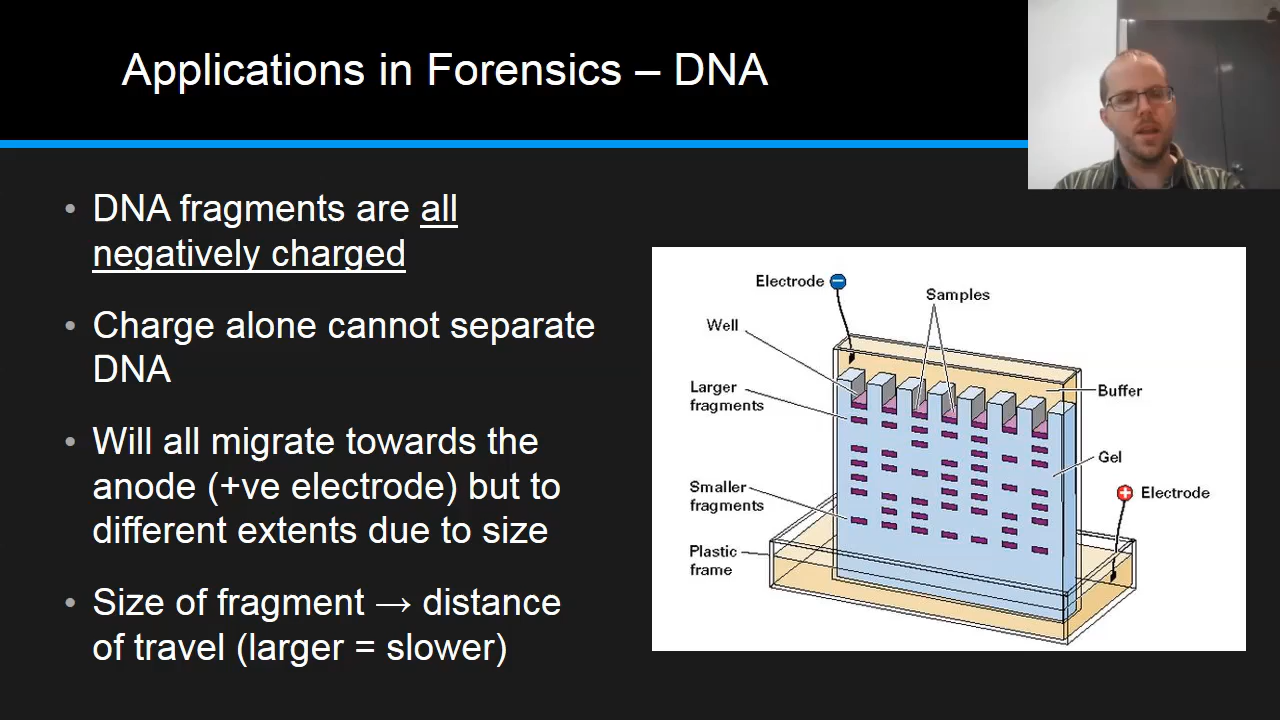 Applications in Forensics – DNA
• DNA fragments are all
negatively charged
• Charge alone cannot separate
DNA
• Will all migrate towards the
anode (+ve electrode) but to
different extents due to size
• Size of fragment → distance
of travel (larger = slower)
Electrode −
Samples
Well
Larger
fragments
Buffer
Gel
Smaller
fragments
+ Electrode
Plastic
frame